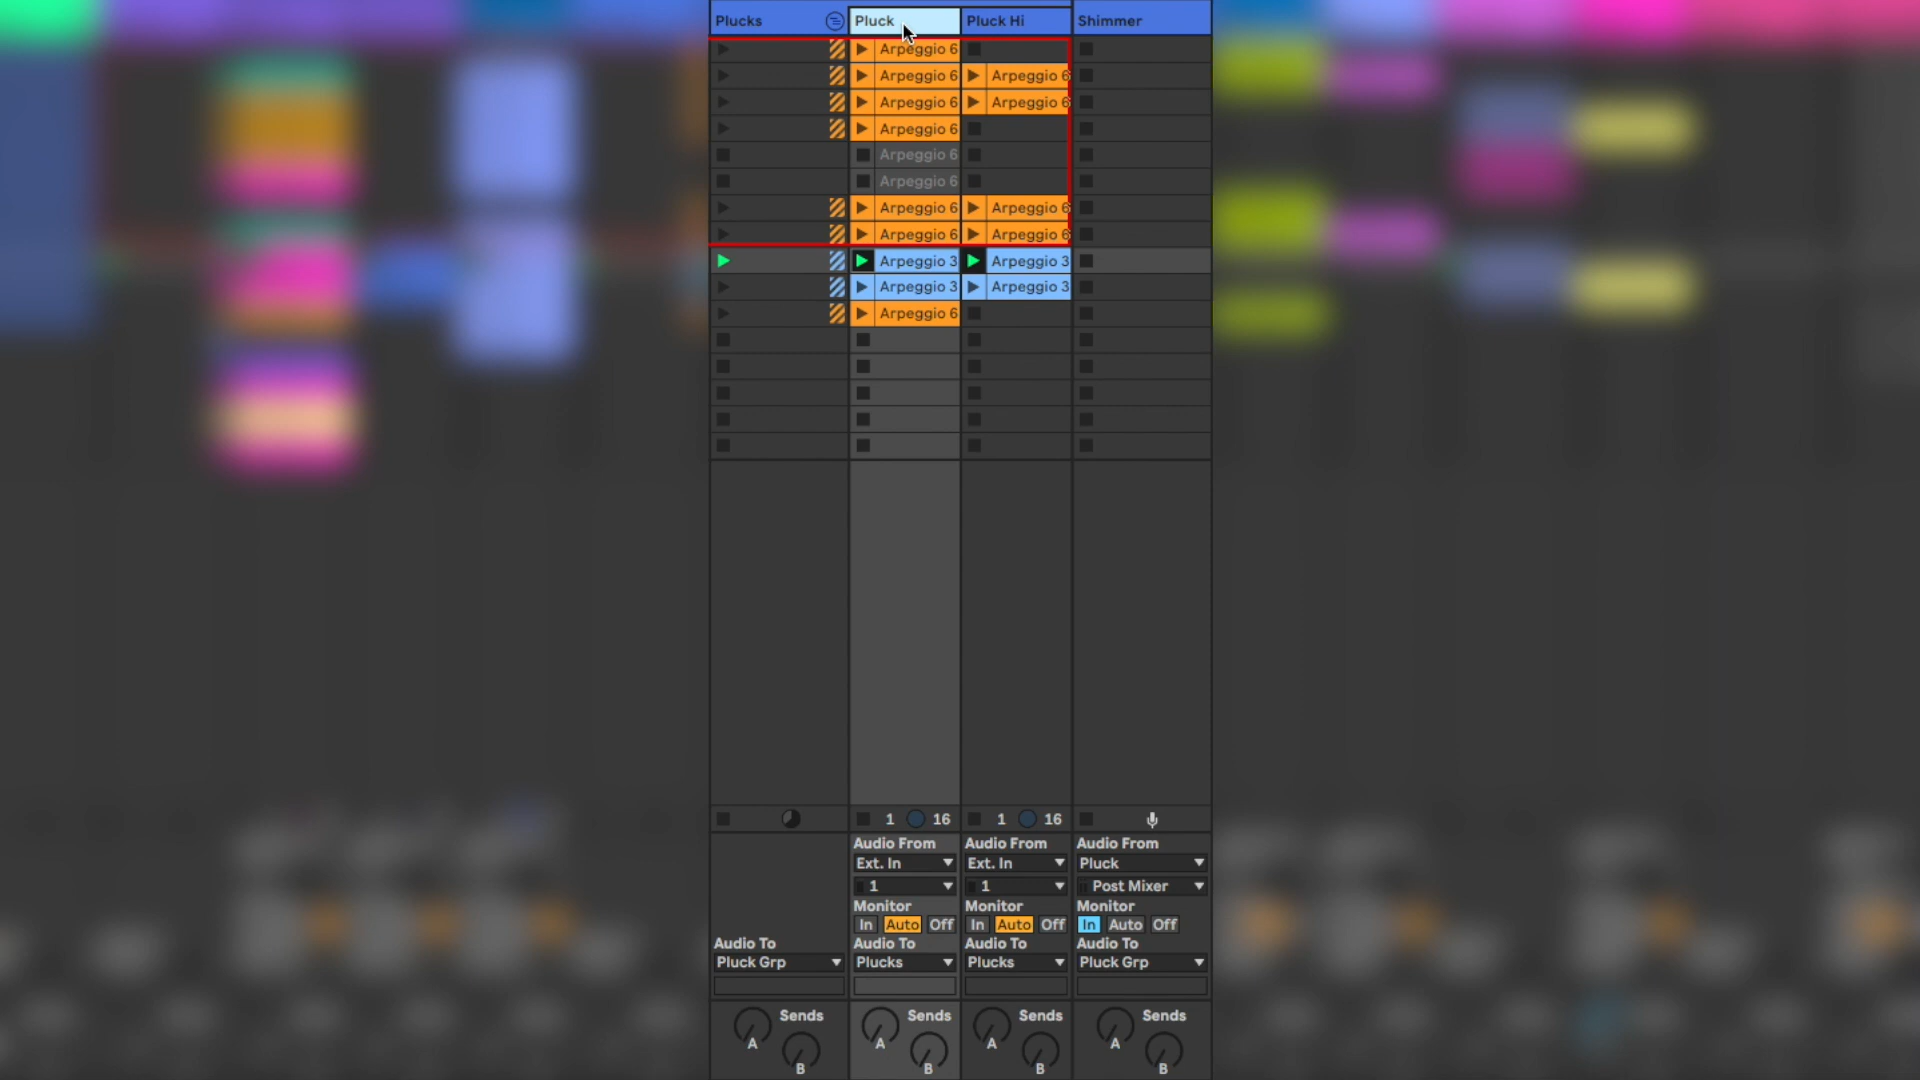 Plucks Pluck Pluck Hi Shimmer
Arpeggio 6
Arpeggio 6 Arpeggio 6
Arpeggio 6 Arpeggio 6
Arpeggio 6
Arpeggio 6
Arpeggio 6
Arpeggio 6 Arpeggio 6
Arpeggio 6 Arpeggio 6
Arpeggio 3 Arpeggio 3
Arpeggio 3 Arpeggio 3
Arpeggio 6
1 16 1 16
Audio From Audio From Audio From
Ext. In Ext. In Pluck
1 1 Post Mixer
Monitor Monitor Monitor
In Auto Off In Auto Off In Auto Off
Audio To Audio To Audio To Audio To
Pluck Grp Plucks Plucks Pluck Grp
Sends Sends Sends Sends
A A A A
B B B B